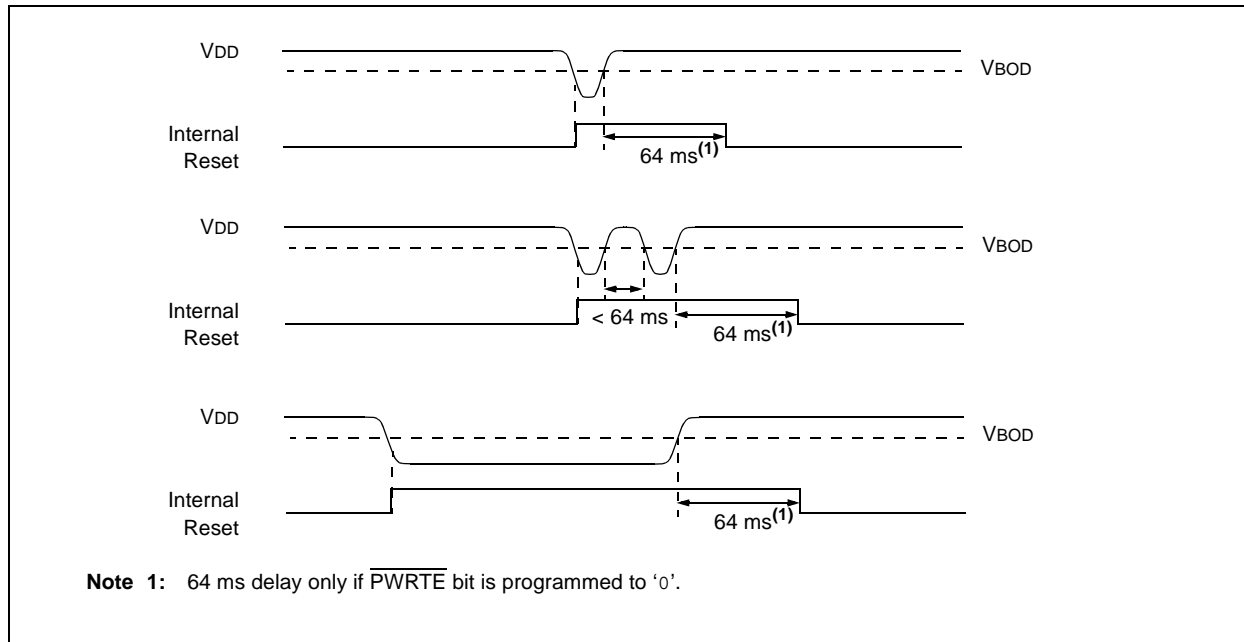 VDD
VBOD
Internal
Reset
64 ms(1)
VDD
VBOD
Internal
Reset
< 64 ms
64 ms(1)
VDD
VBOD
Internal
Reset
64 ms(1)
Note 1: 64 ms delay only if PWRTE bit is programmed to ‘0’.